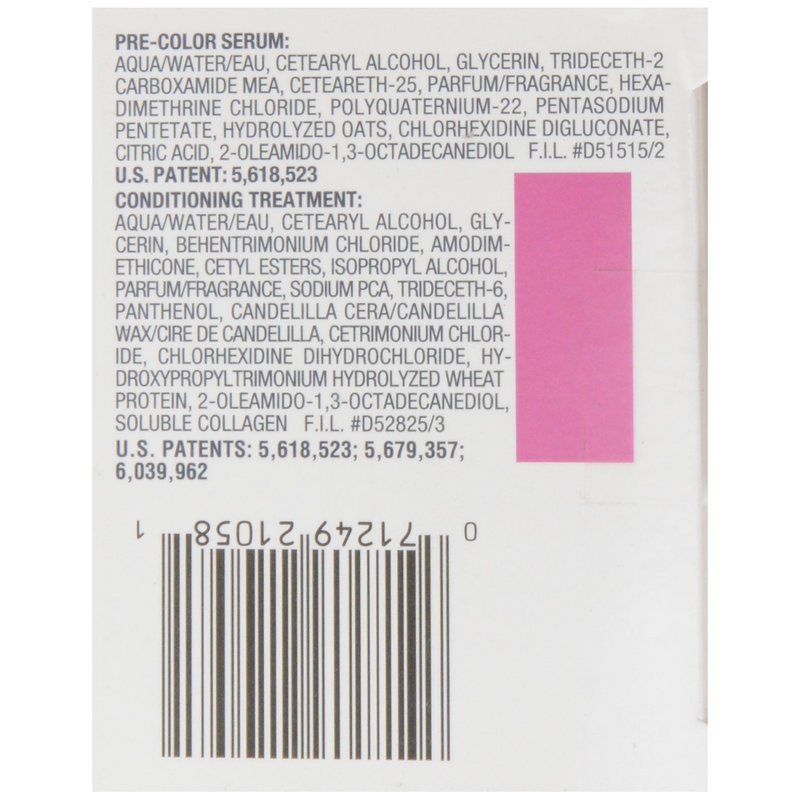 PRE-COLOR SERUM:
AQUA/WATER/EAU, CETEARYL ALCOHOL, GLYCERIN, TRIDECETH-2
CARBOXAMIDE MEA, CETEARETH-25, PARFUM/FRAGRANCE, HEXA-
DIMETHRINE CHLORIDE, POLYQUATERNIUM-22, PENTASODIUM
PENTETATE, HYDROLYZED OATS, CHLORHEXIDINE DIGLUCONATE,
CITRIC ACID, 2-OLEAMIDO-1,3-OCTADECANEDIOL F.I.L. #D51515/2
U.S. PATENT: 5,618,523
CONDITIONING TREATMENT:
AQUA/WATER/EAU, CETEARYL ALCOHOL, GLY-
CERIN, BEHENTRIMONIUM CHLORIDE, AMODIM-
ETHICONE, CETYL ESTERS, ISOPROPYL ALCOHOL,
PARFUM/FRAGRANCE, SODIUM PCA, TRIDECETH-6,
PANTHENOL, CANDELILLA CERA/CANDELILLA
WAX/CIRE DE CANDELILLA, CETRIMONIUM CHLOR-
IDE, CHLORHEXIDINE DIHYDROCHLORIDE, HY-
DROXYPROPYLTRIMONIUM HYDROLYZED WHEAT
PROTEIN, 2-OLEAMIDO-1,3-OCTADECANEDIOL,
SOLUBLE COLLAGEN F.I.L. #D52825/3
U.S. PATENTS: 5,618,523; 5,679,357;
6,039,962
0 71249 21058 1